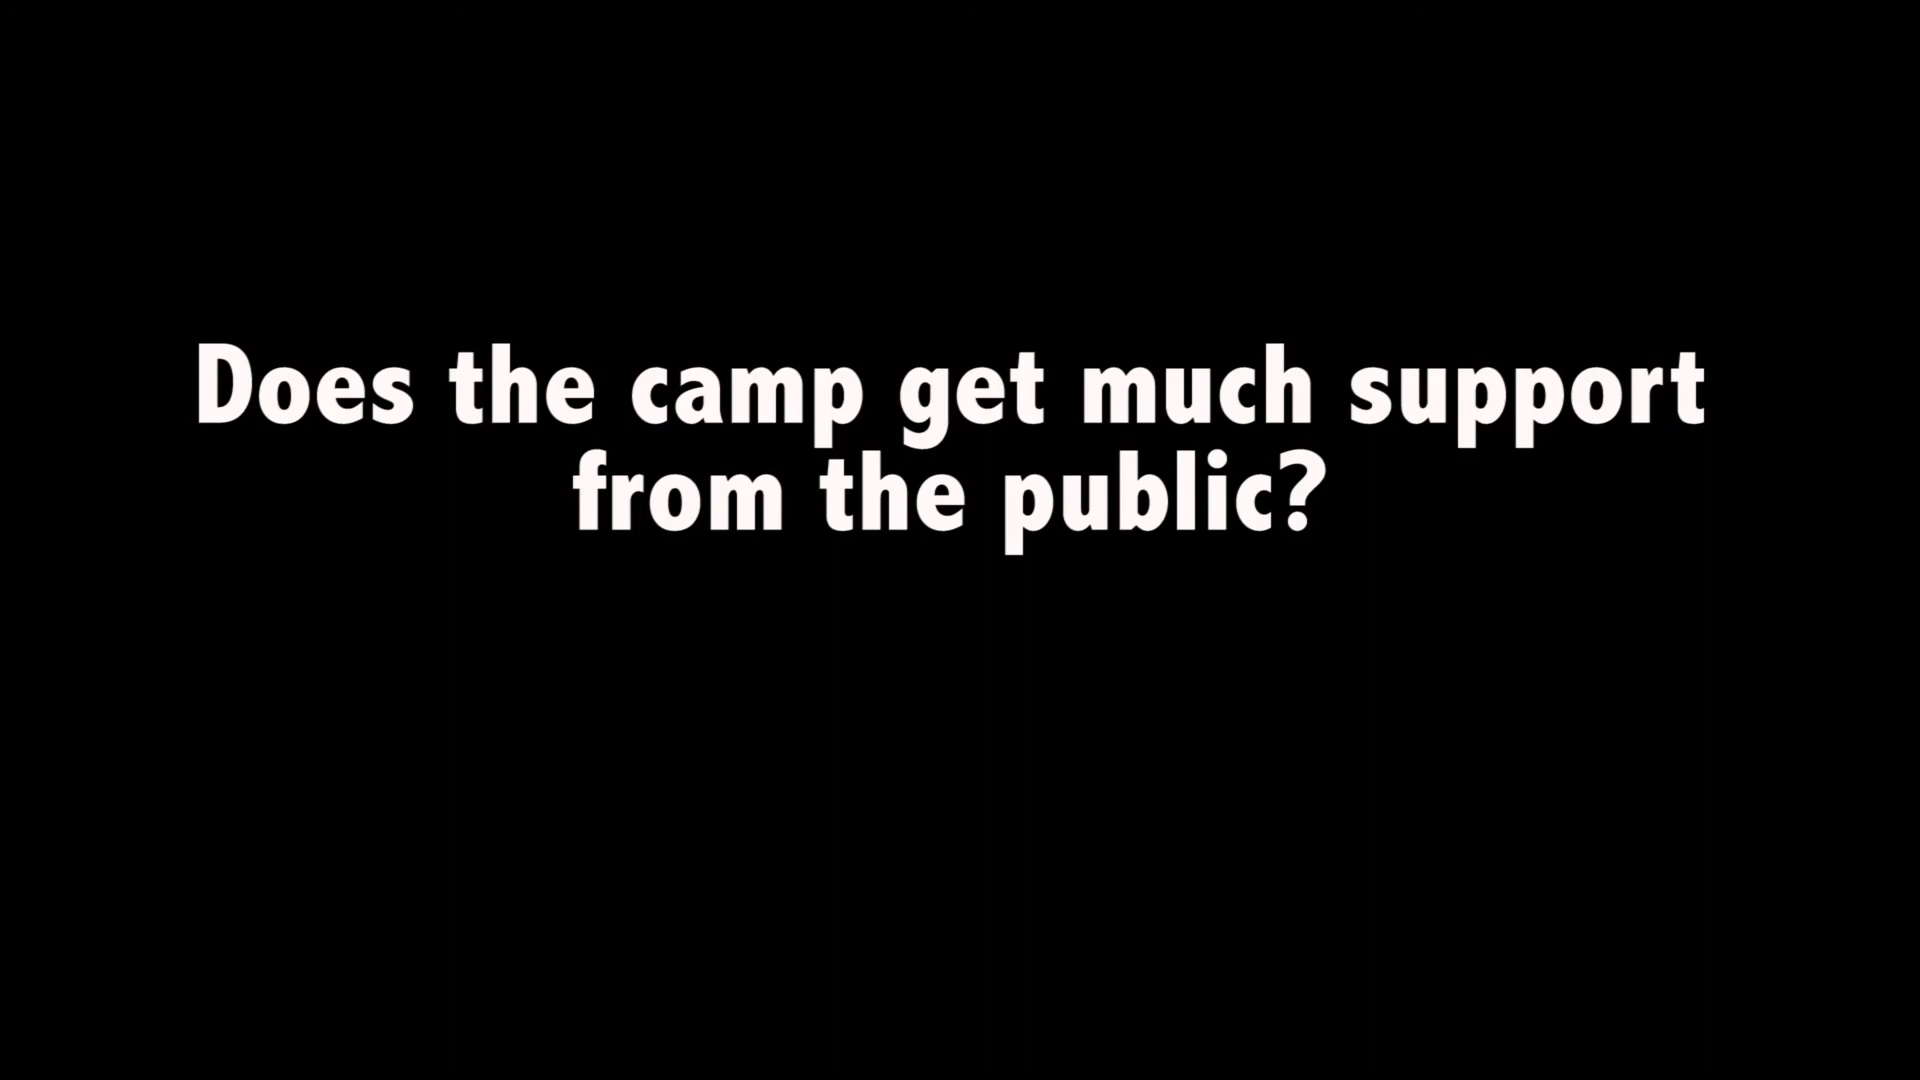 Does the camp get much support
from the public?